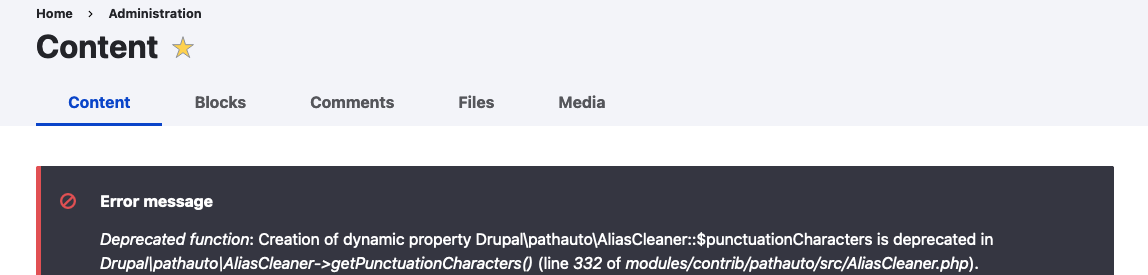 Home > Administration
Content
Content Blocks Comments Files Media
Error message
Deprecated function: Creation of dynamic property Drupal\pathauto\AliasCleaner::$punctuationCharacters is deprecated in
Drupal\pathauto\AliasCleaner->getPunctuationCharacters() (line 332 of modules/contrib/pathauto/src/AliasCleaner.php).